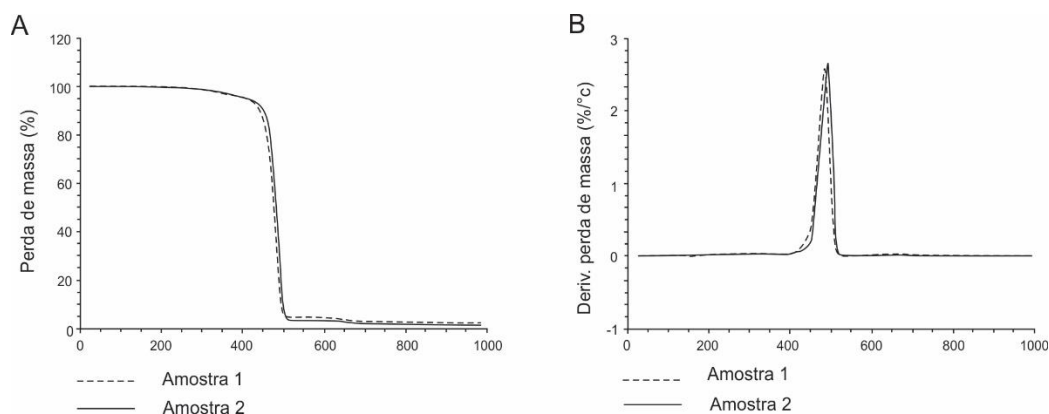 A
Perda de massa (%)
120
100
80
60
40
20
0
0 200 400 600 800 1000
Amostra 1
Amostra 2
B
Deriv. perda de massa (%/°c)
3
2
1
0
-1
0 200 400 600 800 1000
Amostra 1
Amostra 2